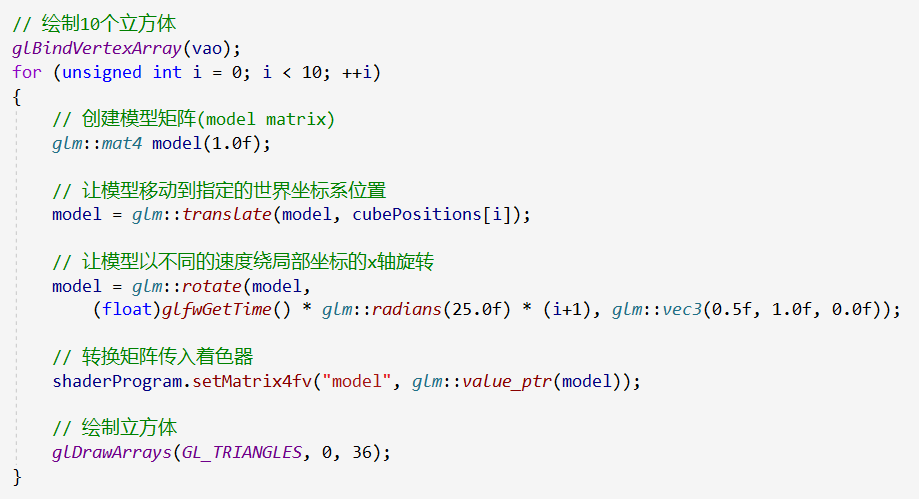 // 绘制10个立方体
glBindVertexArray(vao);
for (unsigned int i = 0; i < 10; ++i)
{
    // 创建模型矩阵(model matrix)
    glm::mat4 model(1.0f);
    // 让模型移动到指定的世界坐标系位置
    model = glm::translate(model, cubePositions[i]);
    // 让模型以不同的速度绕局部坐标的x轴旋转
    model = glm::rotate(model,
        (float)glfwGetTime() * glm::radians(25.0f) * (i+1), glm::vec3(0.5f, 1.0f, 0.0f));
    // 转换矩阵传入着色器
    shaderProgram.setMatrix4fv("model", glm::value_ptr(model));
    // 绘制立方体
    glDrawArrays(GL_TRIANGLES, 0, 36);
}